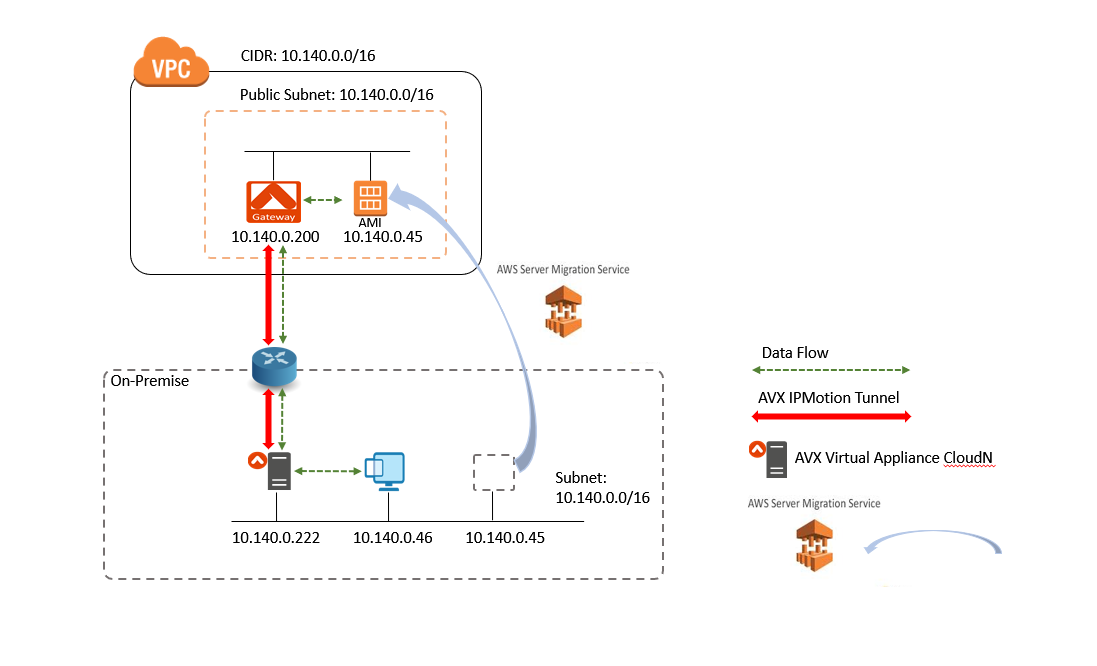 CIDR: 10.140.0.0/16
VPC
Public Subnet: 10.140.0.0/16
Gateway
AMI
10.140.0.200
10.140.0.45
AWS Server Migration Service
On-Premise
Subnet:
10.140.0.0/16
10.140.0.222
10.140.0.46
10.140.0.45
Data Flow
AVX IPMotion Tunnel
AVX Virtual Appliance CloudN
AWS Server Migration Service